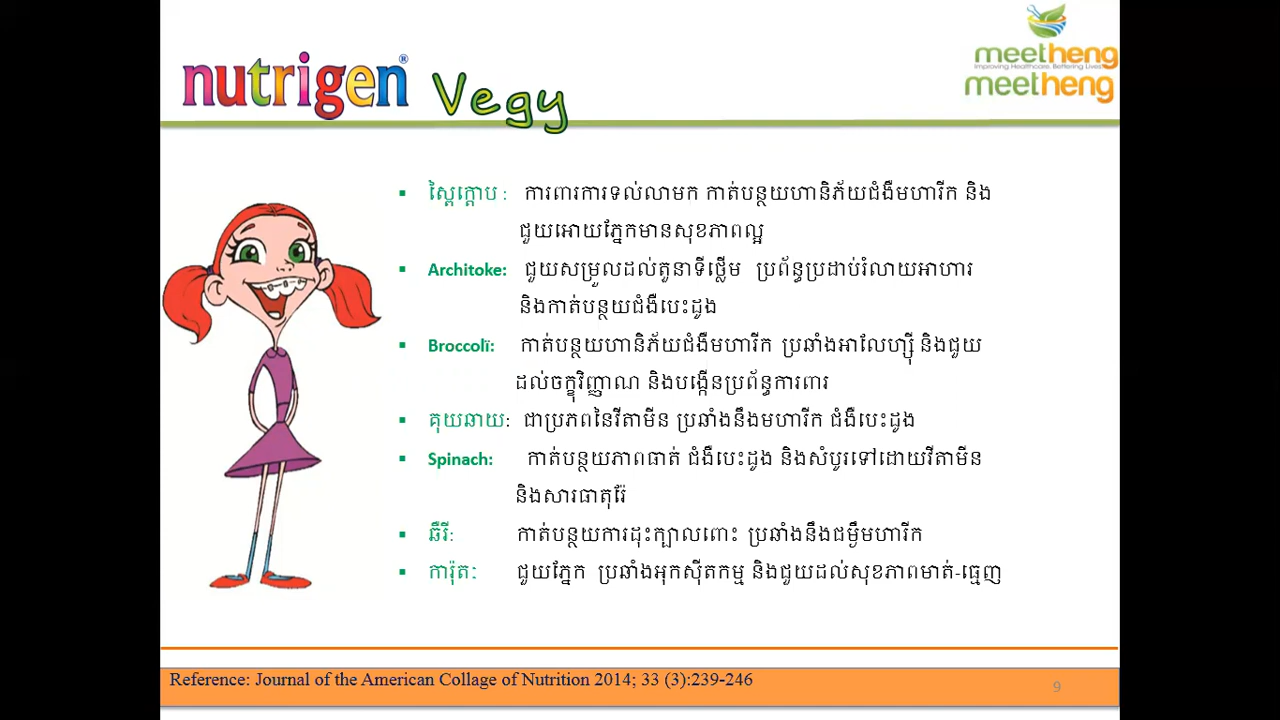 nutrigen® Vegy
meetheng
Improving Healthcare, Bettering Lives
meetheng
ស្ពៃក្តោប : ការពារការទល់លាមក កាត់បន្ថយហានិភ័យជំងឺមហារីក និង
ជួយអោយភ្នែកមានសុខភាពល្អ
Architoke: ជួយសម្រួលដល់តួនាទីថ្លើម ប្រព័ន្ធប្រដាប់រំលាយអាហារ
និងកាត់បន្ថយជំងឺបេះដូង
Broccolï: កាត់បន្ថយហានិភ័យជំងឺមហារីក ប្រឆាំងអាលែហ្ស៊ី និងជួយ
ដល់ចក្ខុវិញ្ញាណ និងបង្កើនប្រព័ន្ធការពារ
គុយឆាយ: ជាប្រភពនៃវីតាមីន ប្រឆាំងនឹងមហារីក ជំងឺបេះដូង
Spinach: កាត់បន្ថយភាពធាត់ ជំងឺបេះដូង និងសំបូរទៅដោយវីតាមីន
និងសារធាតុរ៉ែ
ឆឺរី: កាត់បន្ថយការដុះក្បាលពោះ ប្រឆាំងនឹងជម្ងឺមហារីក
ការ៉ុត: ជួយភ្នែក ប្រឆាំងអុកស៊ីតកម្ម និងជួយដល់សុខភាពមាត់-ធ្មេញ
Reference: Journal of the American Collage of Nutrition 2014; 33 (3):239-246
9